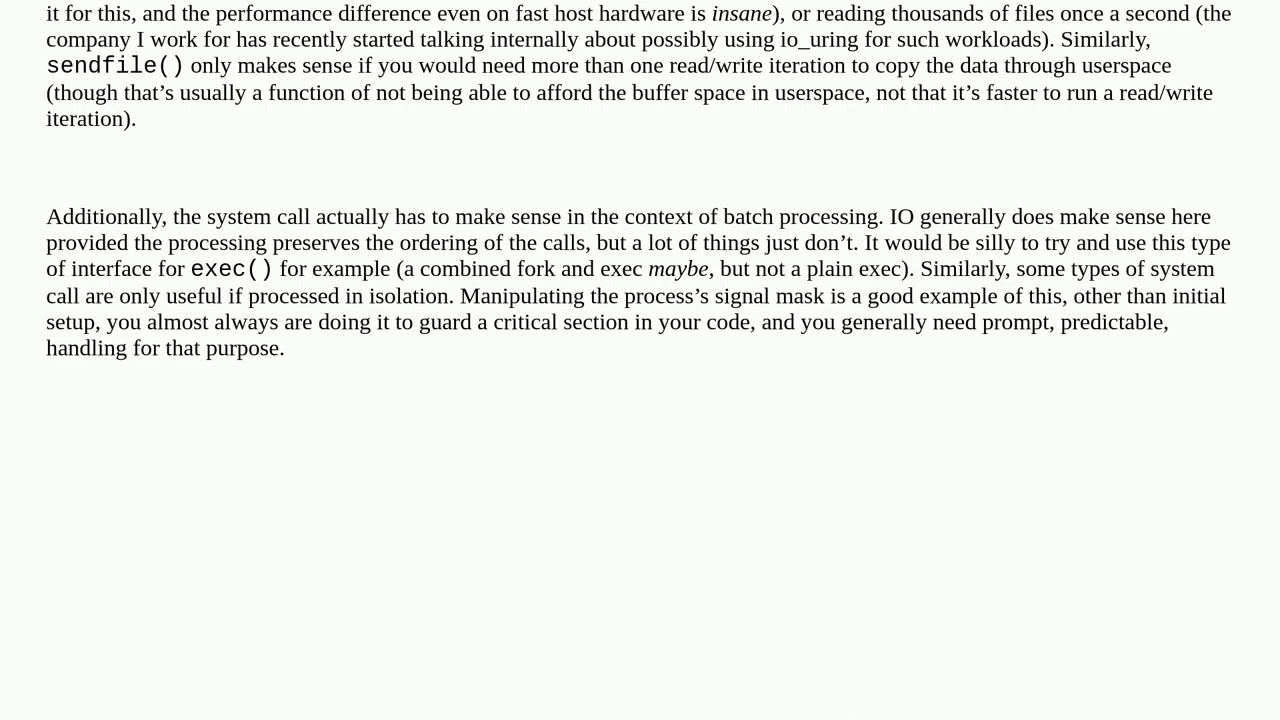 it for this, and the performance difference even on fast host hardware is insane), or reading thousands of files once a second (the
company I work for has recently started talking internally about possibly using io_uring for such workloads). Similarly,
sendfile() only makes sense if you would need more than one read/write iteration to copy the data through userspace
(though that’s usually a function of not being able to afford the buffer space in userspace, not that it’s faster to run a read/write
iteration).
Additionally, the system call actually has to make sense in the context of batch processing. IO generally does make sense here
provided the processing preserves the ordering of the calls, but a lot of things just don’t. It would be silly to try and use this type
of interface for exec() for example (a combined fork and exec maybe, but not a plain exec). Similarly, some types of system
call are only useful if processed in isolation. Manipulating the process’s signal mask is a good example of this, other than initial
setup, you almost always are doing it to guard a critical section in your code, and you generally need prompt, predictable,
handling for that purpose.